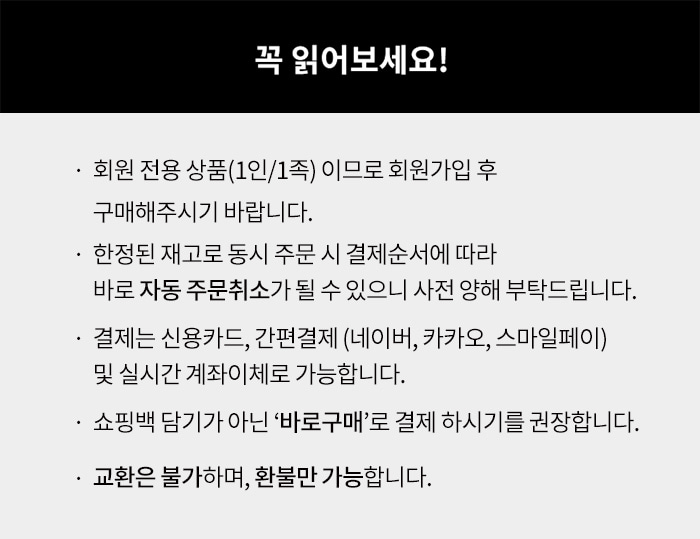 꼭 읽어보세요!
· 회원 전용 상품(1인/1족) 이므로 회원가입 후
구매해주시기 바랍니다.
· 한정된 재고로 동시 주문 시 결제순서에 따라
바로 자동 주문취소가 될 수 있으니 사전 양해 부탁드립니다.
· 결제는 신용카드, 간편결제 (네이버, 카카오, 스마일페이)
및 실시간 계좌이체로 가능합니다.
· 쇼핑백 담기가 아닌 ‘바로구매’로 결제 하시기를 권장합니다.
· 교환은 불가하며, 환불만 가능합니다.